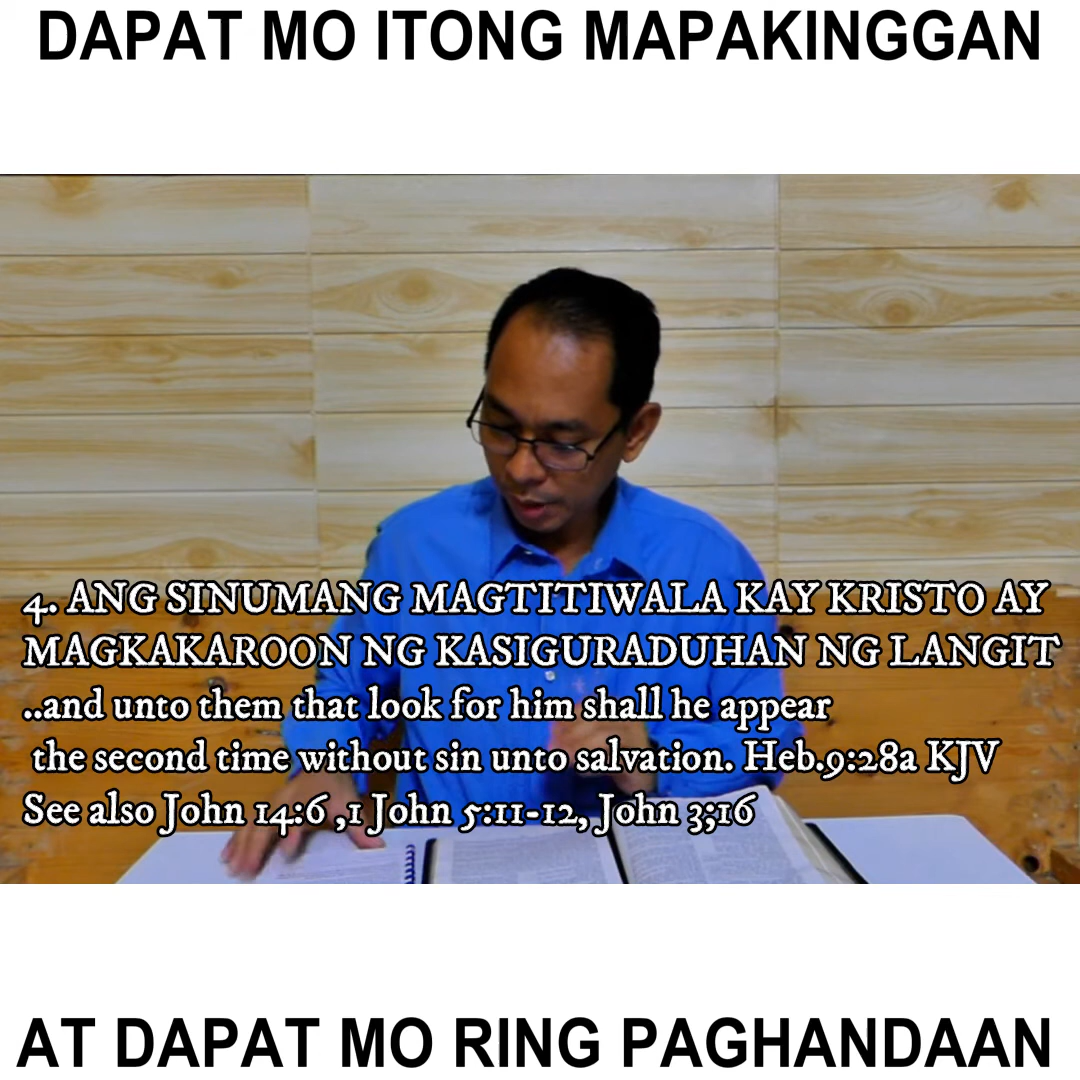 DAPAT MO ITONG MAPAKINGGAN
4. ANG SINUMANG MAGTITIWALA KAY KRISTO AY
MAGKAKAROON NG KASIGURADUHAN NG LANGIT
..and unto them that look for him shall he appear
the second time without sin unto salvation. Heb.9:28a KJV
See also John 14:6 ,1 John 5:11-12, John 3;16
AT DAPAT MO RING PAGHANDAAN